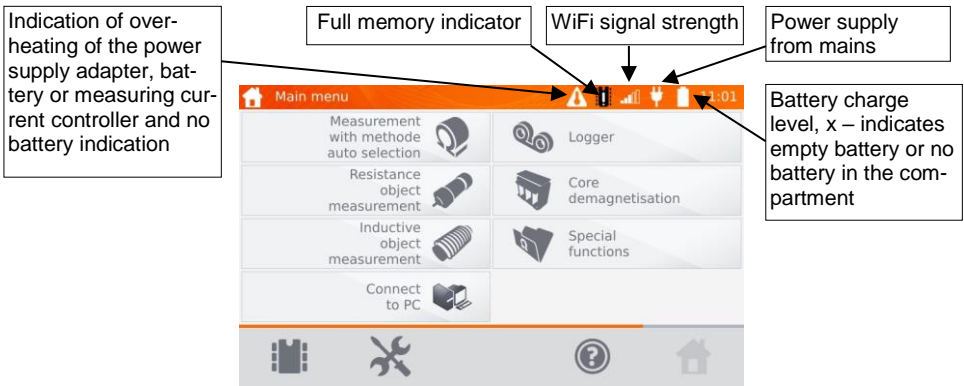 Indication of over-
heating of the power
supply adapter, bat-
tery or measuring cur-
rent controller and no
battery indication
Full memory indicator
WiFi signal strength
Power supply
from mains
Battery charge
level, x – indicates
empty battery or no
battery in the com-
partment
Main menu
11:01
Measurement
with methode
auto selection
Logger
Resistance
object
measurement
Core
demagnetisation
Inductive
object
measurement
Special
functions
Connect
to PC